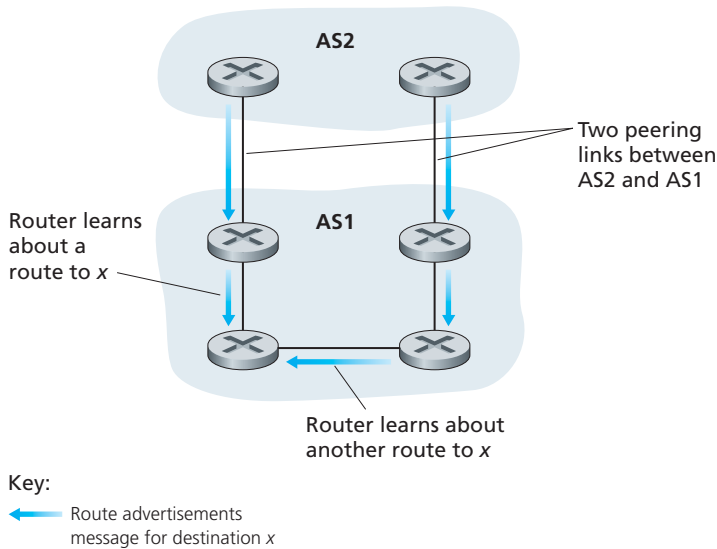 AS2
Two peering
links between
AS2 and AS1
Router learns
about a
route to x
AS1
Router learns about
another route to x
Key:
Route advertisements
message for destination x